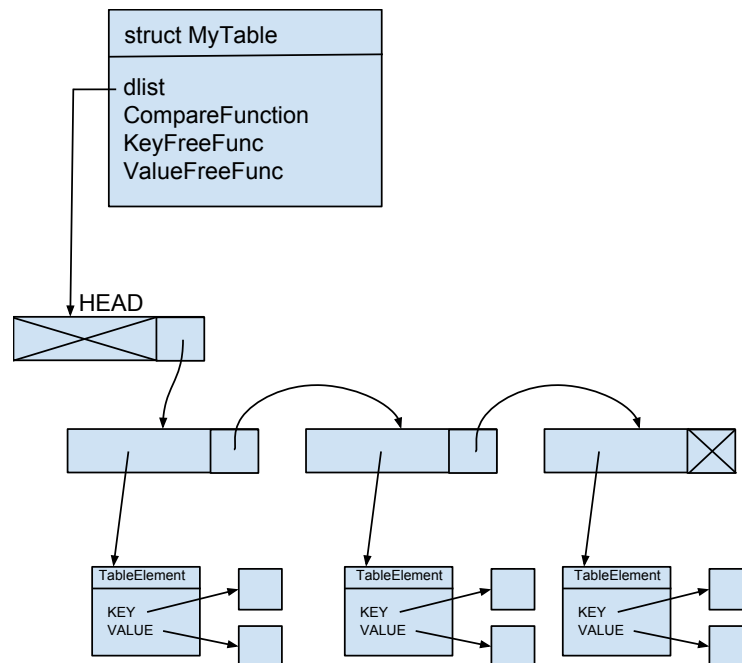 struct MyTable
dlist
CompareFunction
KeyFreeFunc
ValueFreeFunc
HEAD
TableElement
KEY
VALUE
TableElement
KEY
VALUE
TableElement
KEY
VALUE